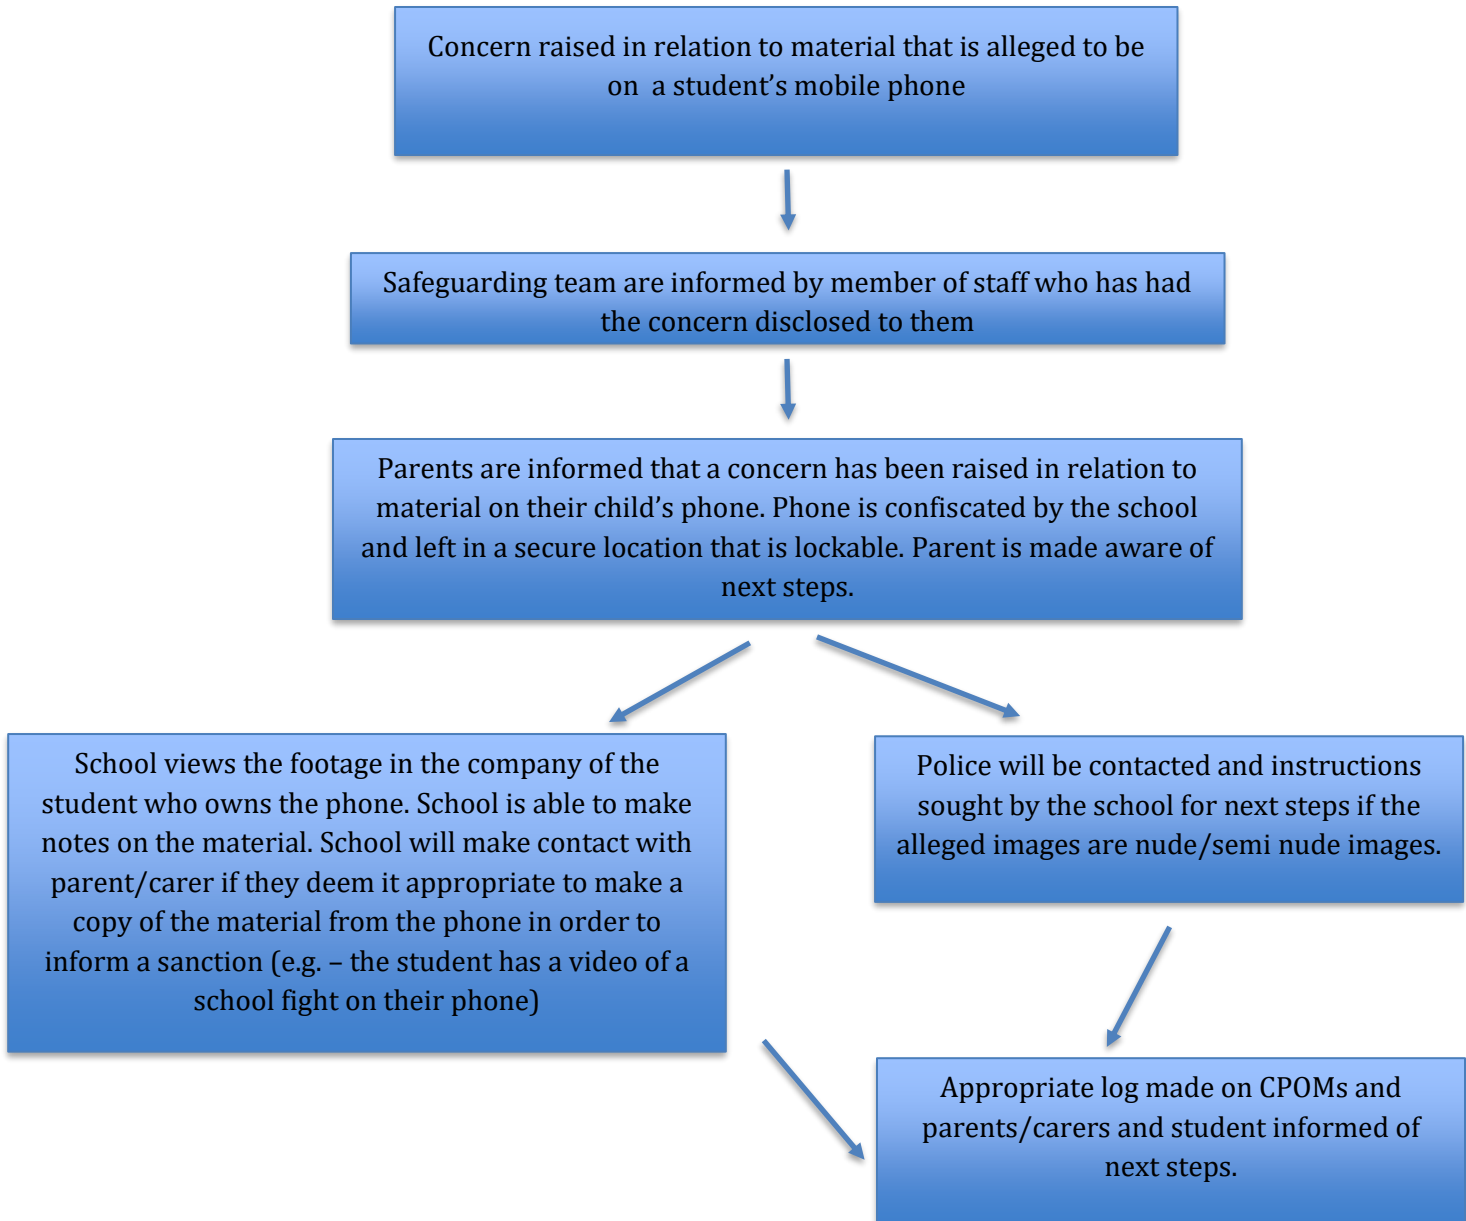 Concern raised in relation to material that is alleged to be
on  a student’s mobile phone
Safeguarding team are informed by member of staff who has had
the concern disclosed to them
Parents are informed that a concern has been raised in relation to
material on their child’s phone. Phone is confiscated by the school
and left in a secure location that is lockable. Parent is made aware of
next steps.
School views the footage in the company of the
student who owns the phone. School is able to make
notes on the material. School will make contact with
parent/carer if they deem it appropriate to make a
copy of the material from the phone in order to
inform a sanction (e.g. – the student has a video of a
school fight on their phone)
Police will be contacted and instructions
sought by the school for next steps if the
alleged images are nude/semi nude images.
Appropriate log made on CPOMs and
parents/carers and student informed of
next steps.